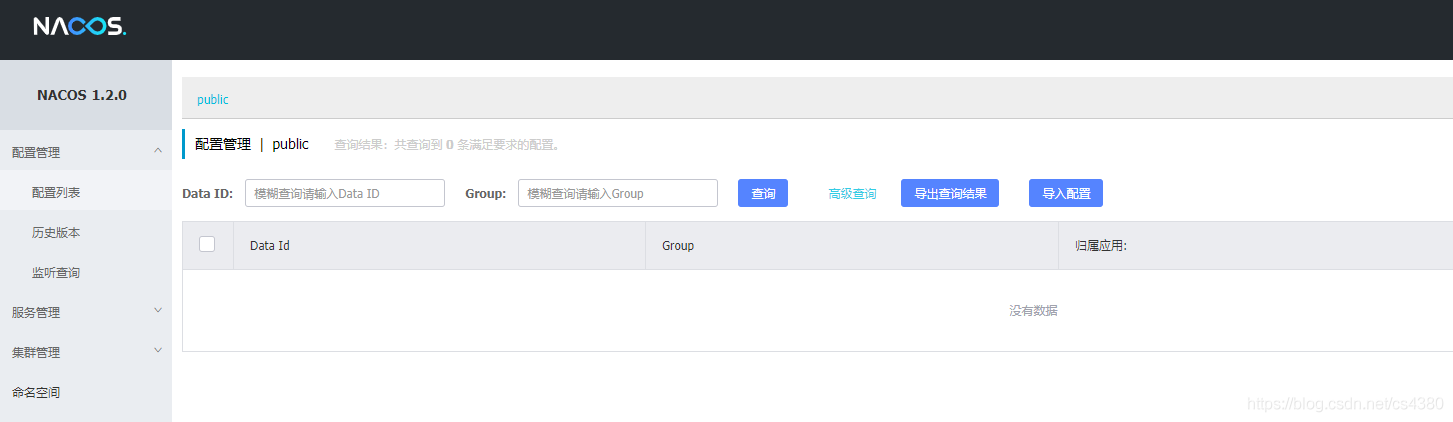 NACOS.
NACOS 1.2.0
public
配置管理
配置管理 | public 查询结果：共查询到 0 条满足要求的配置。
配置列表
Data ID: 模糊查询请输入Data ID Group: 模糊查询请输入Group 查询 高级查询 导出查询结果 导入配置
历史版本
Data Id Group 归属应用:
监听查询
服务管理
没有数据
集群管理
命名空间
https://blog.csdn.net/cs4380